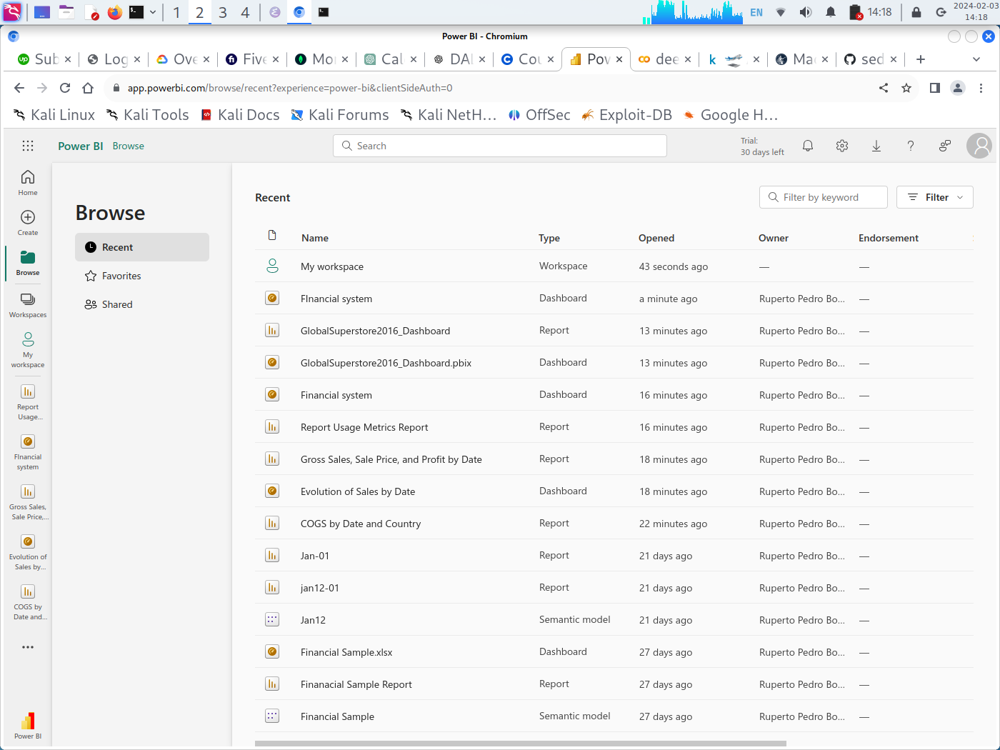 1 2 3 4 EN 14:18 2024-02-03
14:18
Power BI - Chromium
Sub Log Ove Five Mon Cal DAL Cou Pow dee k Mac sed
app.powerbi.com/browse/recent?experience=power-bi&clientSideAuth=0
Kali Linux Kali Tools Kali Docs Kali Forums Kali NetH... OffSec Exploit-DB Google H...
Power BI Browse Search Trial:
30 days left
Home
Create
Browse
Workspaces
My
workspace
Report
Usage...
FInancial
system
Gross Sales,
Sale Price,...
Evolution of
Sales by...
COGS by
Date and...
Power BI
Browse
Recent
Favorites
Shared
Recent Filter by keyword Filter
Name Type Opened Owner Endorsement
My workspace Workspace 43 seconds ago — —
FInancial system Dashboard a minute ago Ruperto Pedro Bo... —
GlobalSuperstore2016_Dashboard Report 13 minutes ago Ruperto Pedro Bo... —
GlobalSuperstore2016_Dashboard.pbix Dashboard 13 minutes ago Ruperto Pedro Bo... —
Financial system Dashboard 16 minutes ago Ruperto Pedro Bo... —
Report Usage Metrics Report Report 16 minutes ago Ruperto Pedro Bo... —
Gross Sales, Sale Price, and Profit by Date Report 18 minutes ago Ruperto Pedro Bo... —
Evolution of Sales by Date Dashboard 18 minutes ago Ruperto Pedro Bo... —
COGS by Date and Country Report 22 minutes ago Ruperto Pedro Bo... —
Jan-01 Report 21 days ago Ruperto Pedro Bo... —
jan12-01 Report 21 days ago Ruperto Pedro Bo... —
Jan12 Semantic model 21 days ago Ruperto Pedro Bo... —
Financial Sample.xlsx Dashboard 27 days ago Ruperto Pedro Bo... —
Finanacial Sample Report Report 27 days ago Ruperto Pedro Bo... —
Financial Sample Semantic model 27 days ago Ruperto Pedro Bo... —